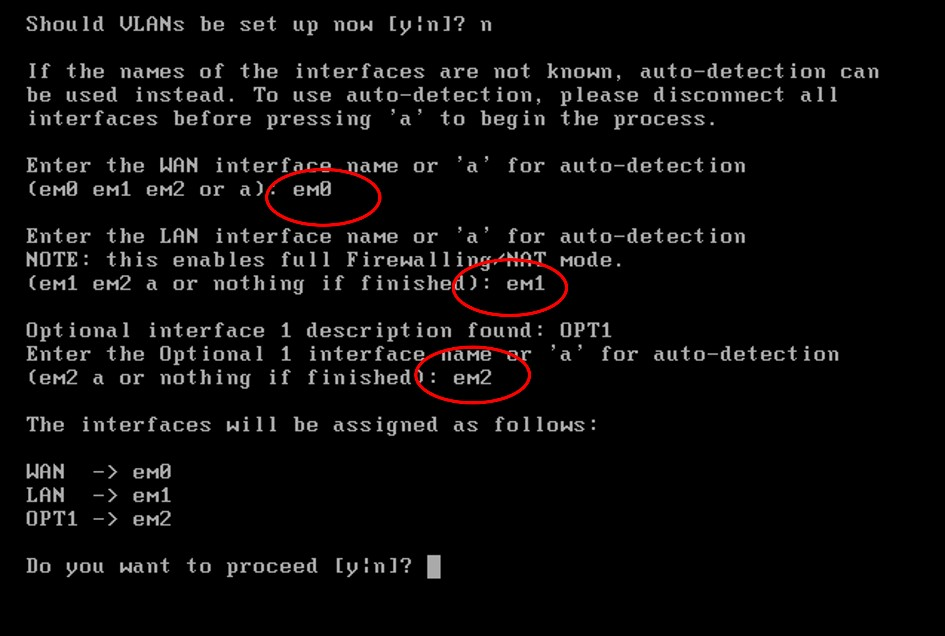 Should VLANs be set up now [y¦n]? n
If the names of the interfaces are not known, auto-detection can
be used instead. To use auto-detection, please disconnect all
interfaces before pressing 'a' to begin the process.
Enter the WAN interface name or 'a' for auto-detection
(em0 em1 em2 or a): em0
Enter the LAN interface name or 'a' for auto-detection
NOTE: this enables full Firewalling/NAT mode.
(em1 em2 a or nothing if finished): em1
Optional interface 1 description found: OPT1
Enter the Optional 1 interface name or 'a' for auto-detection
(em2 a or nothing if finished): em2
The interfaces will be assigned as follows:
WAN  -> em0
LAN  -> em1
OPT1 -> em2
Do you want to proceed [y¦n]?